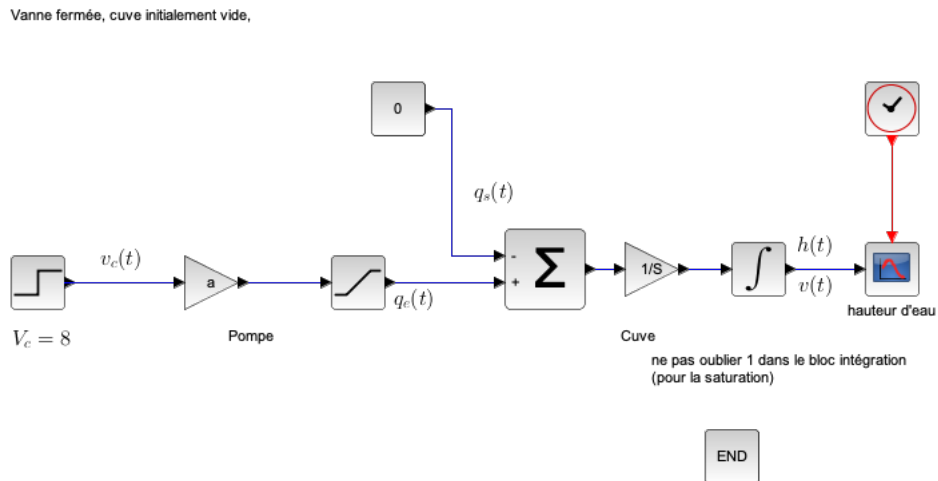 Vanne fermée, cuve initialement vide,
0
q_s(t)
v_c(t)
h(t)
a
-
+
Σ
1/S
∫
q_e(t)
v(t)
hauteur d'eau
V_c = 8
Pompe
Cuve
ne pas oublier 1 dans le bloc intégration
(pour la saturation)
END